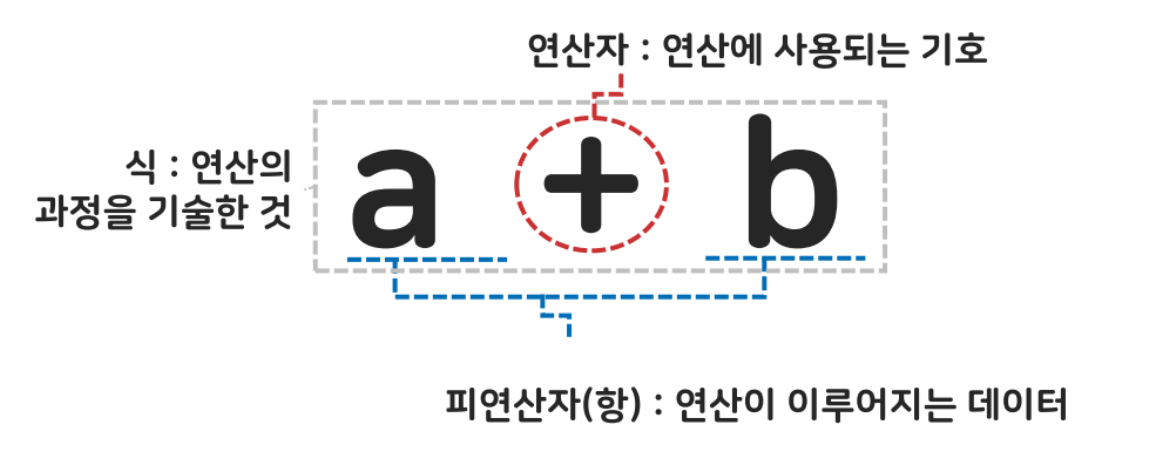 연산자 : 연산에 사용되는 기호
식 : 연산의
과정을 기술한 것
a + b
피연산자(항) : 연산이 이루어지는 데이터